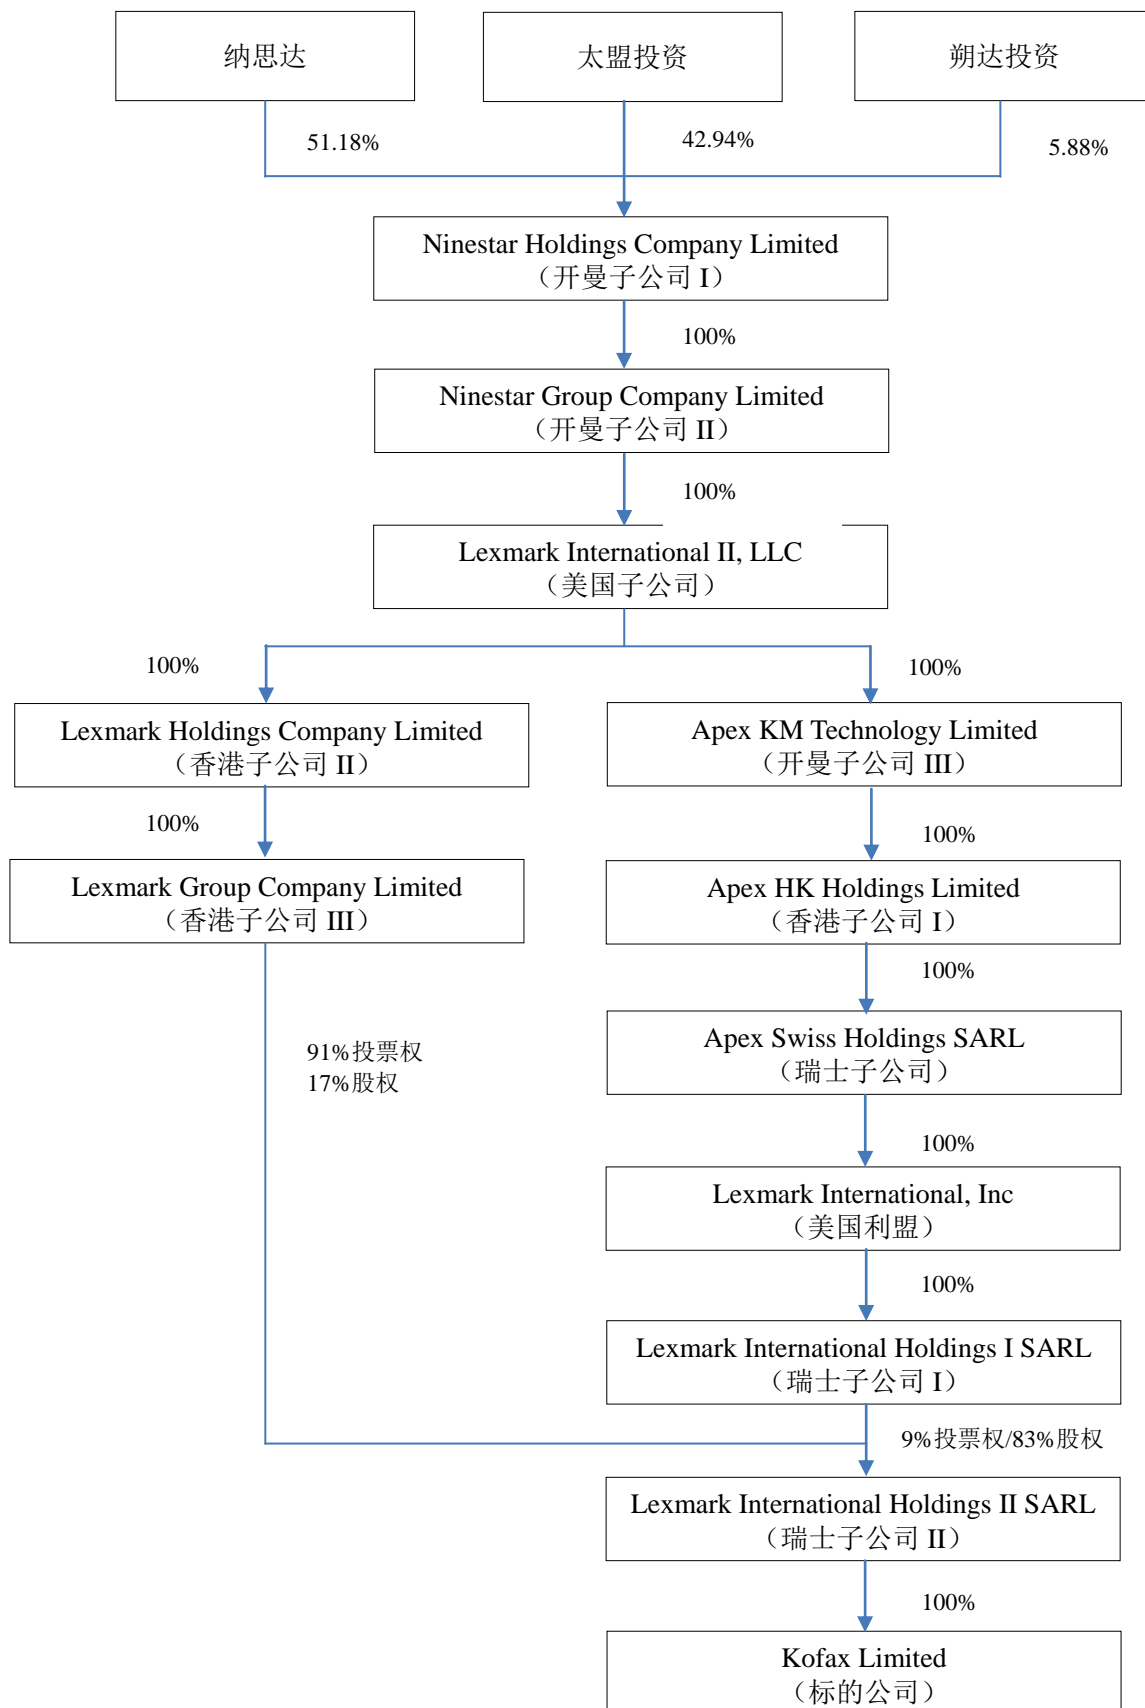 纳思达
太盟投资
朔达投资
51.18%
42.94%
5.88%
Ninestar Holdings Company Limited
（开曼子公司 I）
100%
Ninestar Group Company Limited
（开曼子公司 II）
100%
Lexmark International II, LLC
（美国子公司）
100%
100%
Lexmark Holdings Company Limited
（香港子公司 II）
Apex KM Technology Limited
（开曼子公司 III）
100%
100%
Lexmark Group Company Limited
（香港子公司 III）
Apex HK Holdings Limited
（香港子公司 I）
100%
Apex Swiss Holdings SARL
（瑞士子公司）
91%投票权
17%股权
100%
Lexmark International, Inc
（美国利盟）
100%
Lexmark International Holdings I SARL
（瑞士子公司 I）
9%投票权/83%股权
Lexmark International Holdings II SARL
（瑞士子公司 II）
100%
Kofax Limited
（标的公司）